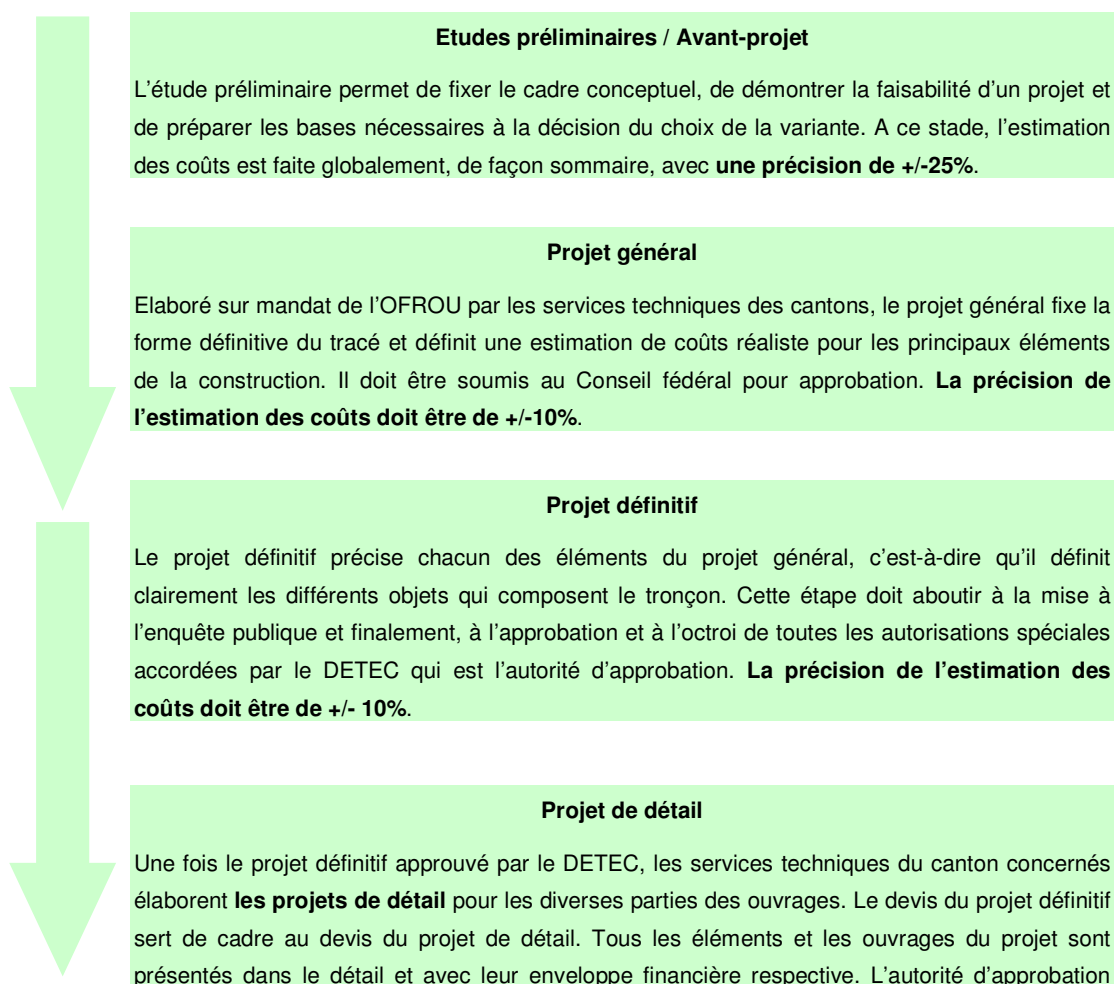 Etudes préliminaires / Avant-projet
L’étude préliminaire permet de fixer le cadre conceptuel, de démontrer la faisabilité d’un projet et
de préparer les bases nécessaires à la décision du choix de la variante. A ce stade, l’estimation
des coûts est faite globalement, de façon sommaire, avec une précision de +/-25%.
Projet général
Elaboré sur mandat de l’OFROU par les services techniques des cantons, le projet général fixe la
forme définitive du tracé et définit une estimation de coûts réaliste pour les principaux éléments
de la construction. Il doit être soumis au Conseil fédéral pour approbation. La précision de
l’estimation des coûts doit être de +/-10%.
Projet définitif
Le projet définitif précise chacun des éléments du projet général, c’est-à-dire qu’il définit
clairement les différents objets qui composent le tronçon. Cette étape doit aboutir à la mise à
l’enquête publique et finalement, à l’approbation et à l’octroi de toutes les autorisations spéciales
accordées par le DETEC qui est l’autorité d’approbation. La précision de l’estimation des
coûts doit être de +/- 10%.
Projet de détail
Une fois le projet définitif approuvé par le DETEC, les services techniques du canton concernés
élaborent les projets de détail pour les diverses parties des ouvrages. Le devis du projet définitif
sert de cadre au devis du projet de détail. Tous les éléments et les ouvrages du projet sont
présentés dans le détail et avec leur enveloppe financière respective. L’autorité d’approbation